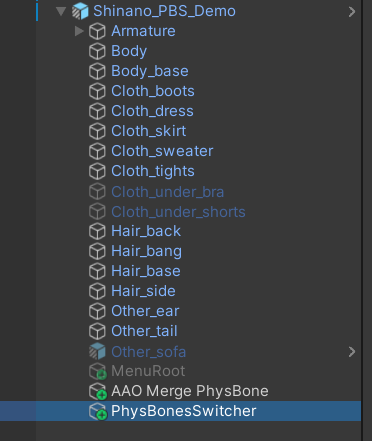 Shinano_PBS_Demo
Armature
Body
Body_base
Cloth_boots
Cloth_dress
Cloth_skirt
Cloth_sweater
Cloth_tights
Cloth_under_bra
Cloth_under_shorts
Hair_back
Hair_bang
Hair_base
Hair_side
Other_ear
Other_tail
Other_sofa
MenuRoot
AAO Merge PhysBone
PhysBonesSwitcher